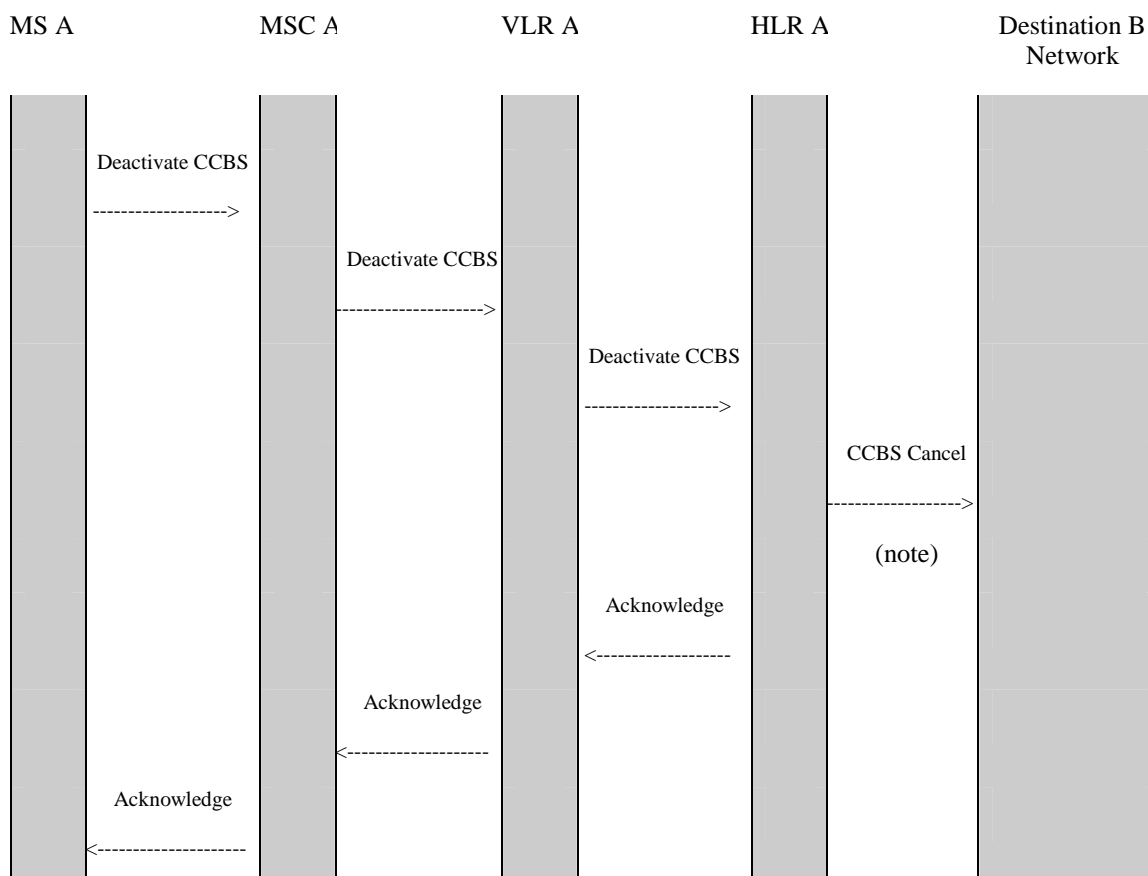 MS A
MSC A
VLR A
HLR A
Destination B
Network
Deactivate CCBS
-------------------->
Deactivate CCBS
-------------------->
Deactivate CCBS
-------------------->
CCBS Cancel
-------------------->
(note)
Acknowledge
<--------------------
Acknowledge
<--------------------
Acknowledge
<--------------------